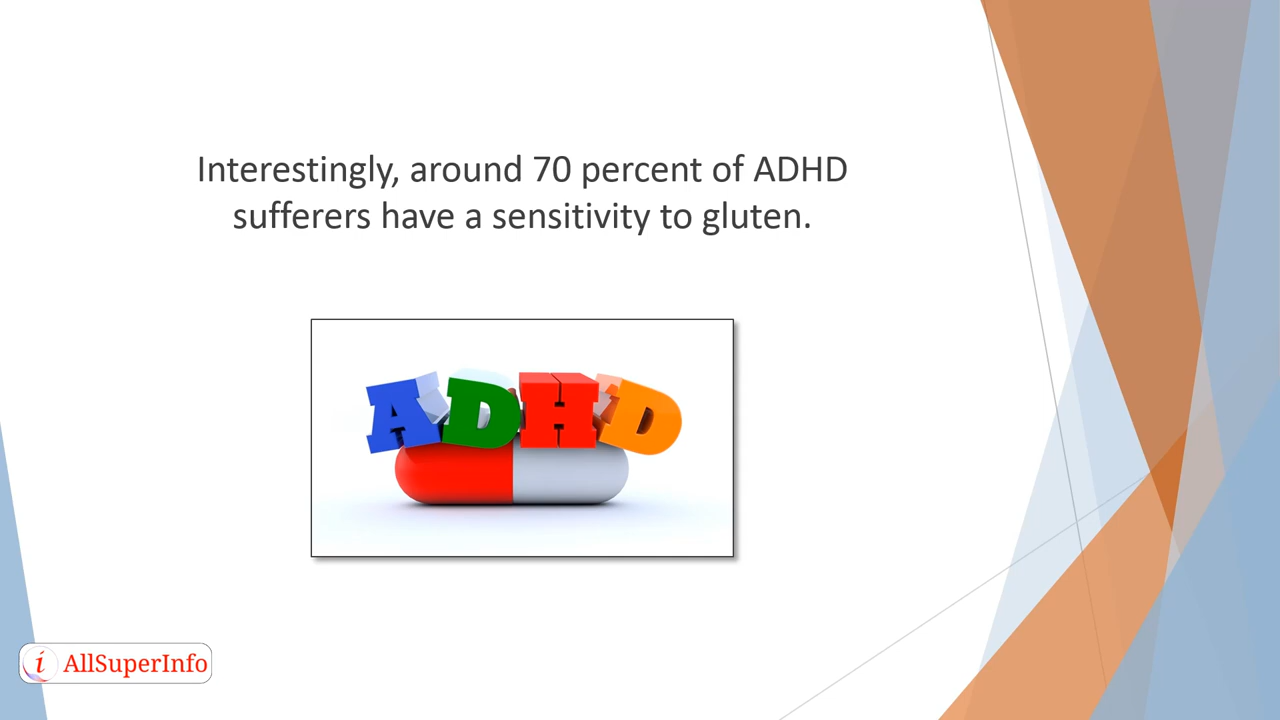 Interestingly, around 70 percent of ADHD
sufferers have a sensitivity to gluten.
ADHD
i AllSuperInfo